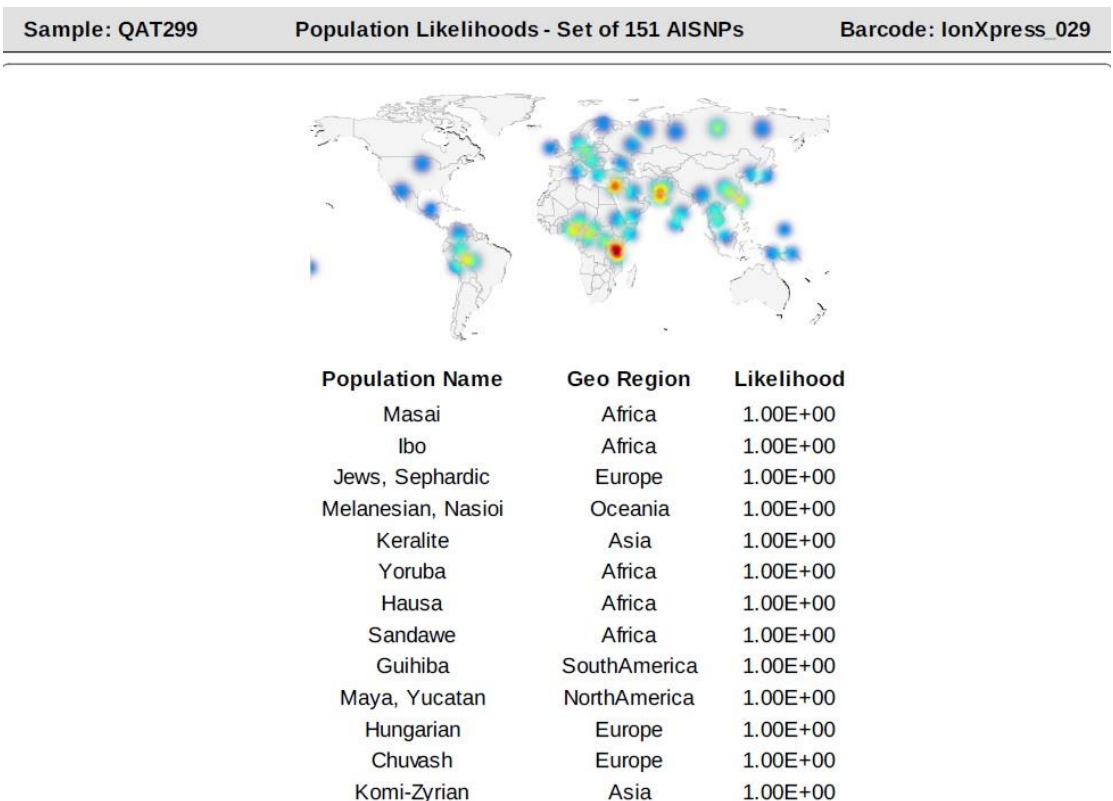 Sample: QAT299 Population Likelihoods - Set of 151 AISNPs Barcode: IonXpress_029
Population Name Geo Region Likelihood
Masai Africa 1.00E+00
Ibo Africa 1.00E+00
Jews, Sephardic Europe 1.00E+00
Melanesian, Nasioi Oceania 1.00E+00
Keralite Asia 1.00E+00
Yoruba Africa 1.00E+00
Hausa Africa 1.00E+00
Sandawe Africa 1.00E+00
Guihiba SouthAmerica 1.00E+00
Maya, Yucatan NorthAmerica 1.00E+00
Hungarian Europe 1.00E+00
Chuvash Europe 1.00E+00
Komi-Zyrian Asia 1.00E+00